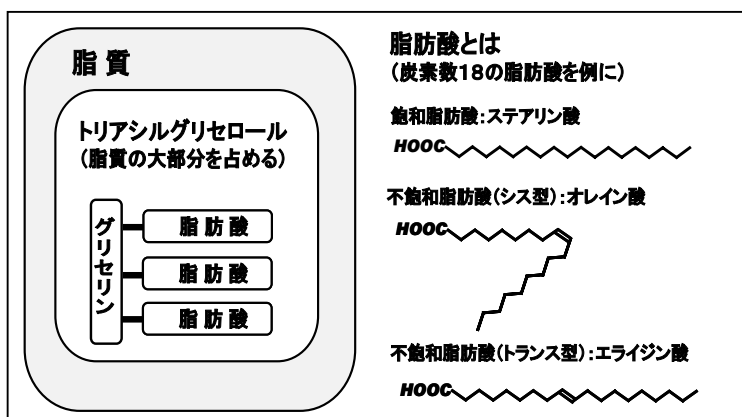 脂質
トリアシルグリセロール
（脂質の大部分を占める）
グリセリン
脂肪酸
脂肪酸
脂肪酸
脂肪酸とは
（炭素数18の脂肪酸を例に）
飽和脂肪酸：ステアリン酸
HOOC
不飽和脂肪酸（シス型）：オレイン酸
HOOC
不飽和脂肪酸（トランス型）：エライジン酸
HOOC